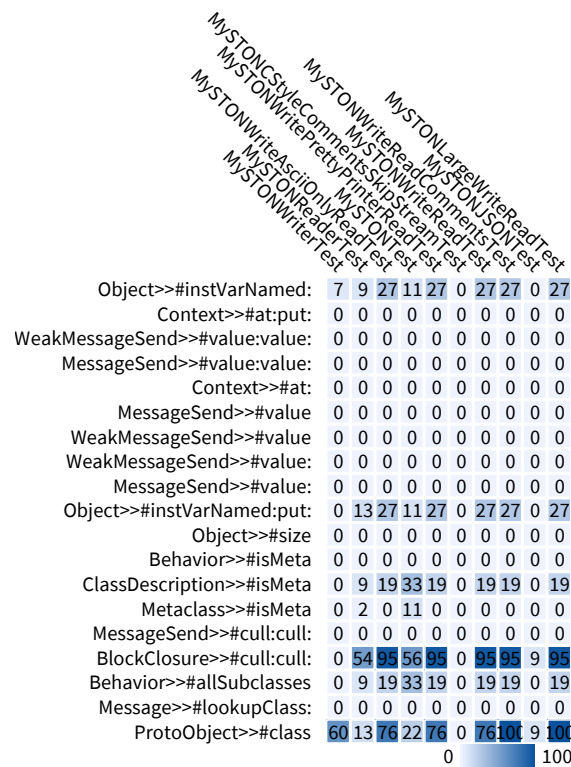 MySTONWriterTest
MySTONReaderTest
MySTONWriteAsciiOnlyReadTest
MySTONTest
MySTONWritePrettyPrinterReadTest
MySTONCStyleCommentsSkipStreamTest
MySTONWriteReadTest
MySTONWriteReadCommentsTest
MySTONJSONTest
MySTONLargeWriteReadTest
Object>>#instVarNamed: 7 9 27 11 27 0 27 27 0 27
Context>>#at:put: 0 0 0 0 0 0 0 0 0 0
WeakMessageSend>>#value:value: 0 0 0 0 0 0 0 0 0 0
MessageSend>>#value:value: 0 0 0 0 0 0 0 0 0 0
Context>>#at: 0 0 0 0 0 0 0 0 0 0
MessageSend>>#value 0 0 0 0 0 0 0 0 0 0
WeakMessageSend>>#value 0 0 0 0 0 0 0 0 0 0
WeakMessageSend>>#value: 0 0 0 0 0 0 0 0 0 0
MessageSend>>#value: 0 0 0 0 0 0 0 0 0 0
Object>>#instVarNamed:put: 0 13 27 11 27 0 27 27 0 27
Object>>#size 0 0 0 0 0 0 0 0 0 0
Behavior>>#isMeta 0 0 0 0 0 0 0 0 0 0
ClassDescription>>#isMeta 0 9 19 33 19 0 19 19 0 19
Metaclass>>#isMeta 0 2 0 11 0 0 0 0 0 0
MessageSend>>#cull:cull: 0 0 0 0 0 0 0 0 0 0
BlockClosure>>#cull:cull: 0 54 95 56 95 0 95 95 9 95
Behavior>>#allSubclasses 0 9 19 33 19 0 19 19 0 19
Message>>#lookupClass: 0 0 0 0 0 0 0 0 0 0
ProtoObject>>#class 60 13 76 22 76 0 76 100 9 100
0 100